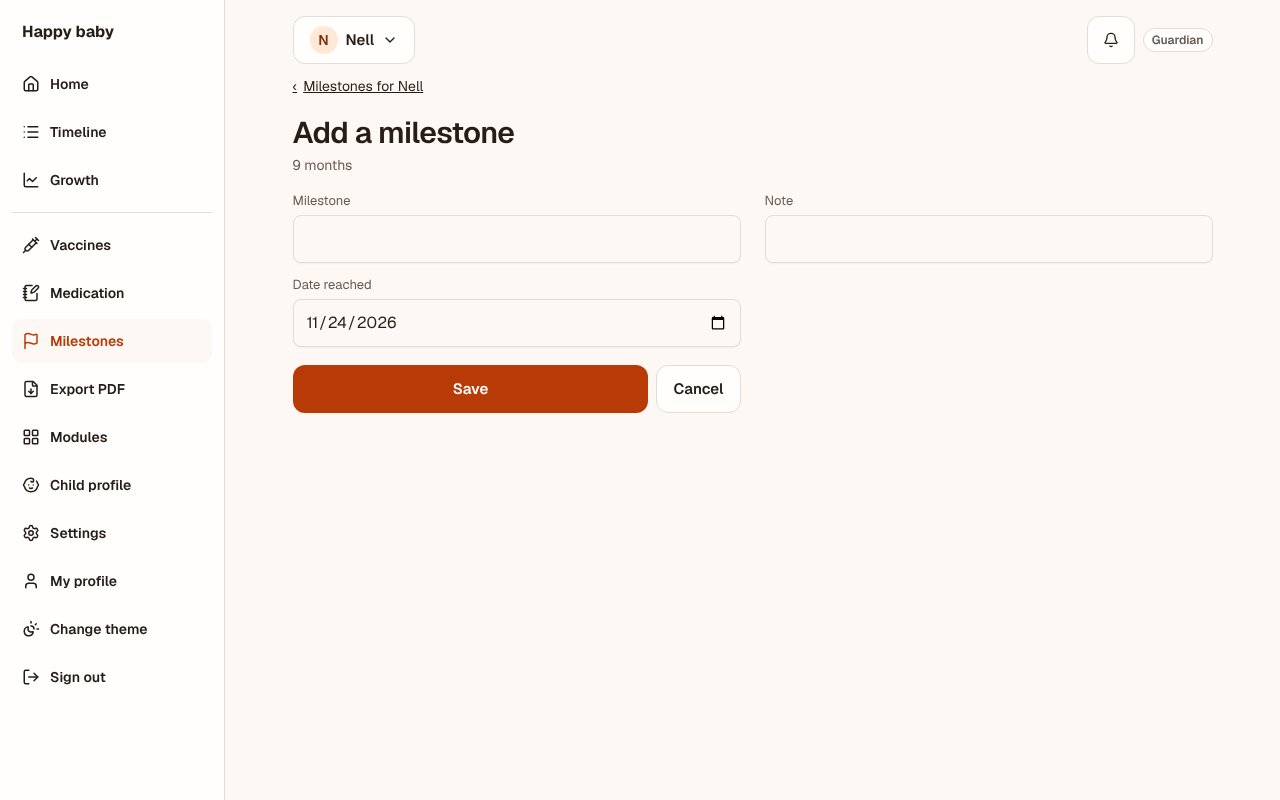 Happy baby
Home
Timeline
Growth
Vaccines
Medication
Milestones
Export PDF
Modules
Child profile
Settings
My profile
Change theme
Sign out
N Nell
Guardian
‹ Milestones for Nell
Add a milestone
9 months
Milestone
Note
Date reached
11/24/2026
Save
Cancel